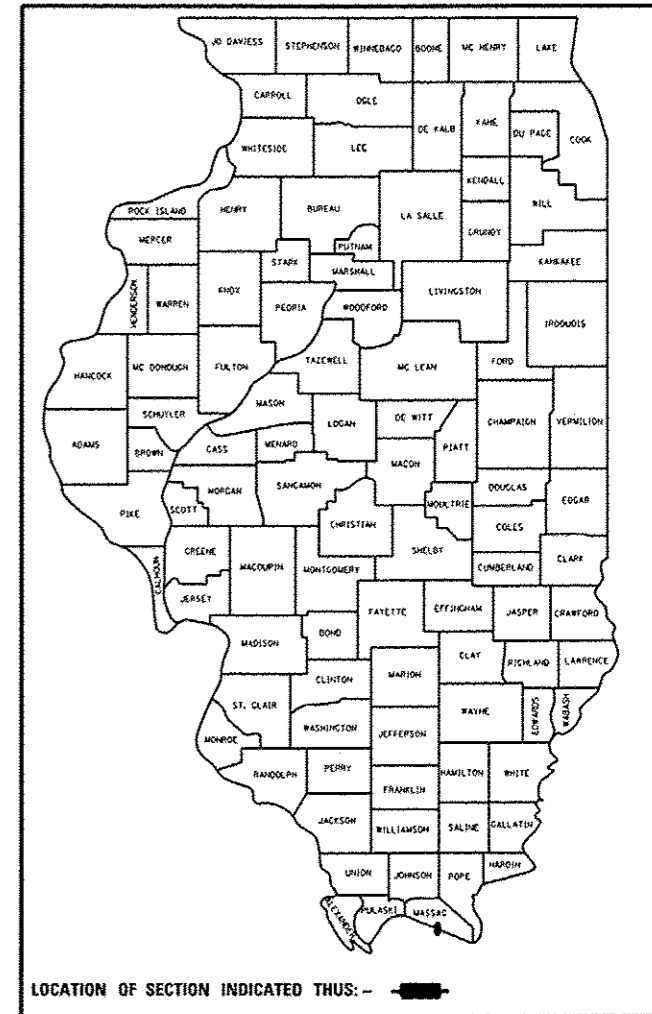 JO DAVIESS STEPHENSON WINNEBAGO BOONE MC HENRY LAKE
CARROLL OGLE DE KALB KANE DU PAGE COOK
WHITESIDE LEE KENDALL WILL
ROCK ISLAND HENRY BUREAU LA SALLE GRUNDY
MERCER PUTNAM KANKAKEE
STARK MARSHALL
HENDERSON WARREN KNOX PEORIA WOODFORD LIVINGSTON IROQUOIS
HANCOCK MC DONOUGH FULTON TAZEWELL MC LEAN FORD
SCHUYLER MASON LOGAN DE WITT CHAMPAIGN VERMILION
ADAMS BROWN CASS MENARD MACON PIATT
PIKE SCOTT MORGAN SANGAMON CHRISTIAN MOULTRIE DOUGLAS EDGAR
COLES
GREENE MACOUPIN MONTGOMERY SHELBY CUMBERLAND CLARK
CALHOUN JERSEY FAYETTE EFFINGHAM JASPER CRAWFORD
MADISON BOND CLAY RICHLAND LAWRENCE
CLINTON MARION
ST. CLAIR WAYNE EDWARDS WABASH
MONROE WASHINGTON JEFFERSON
RANDOLPH PERRY HAMILTON WHITE
FRANKLIN
JACKSON WILLIAMSON SALINE GALLATIN
UNION JOHNSON POPE HARDIN
ALEXANDER PULASKI MASSAC
LOCATION OF SECTION INDICATED THUS:-